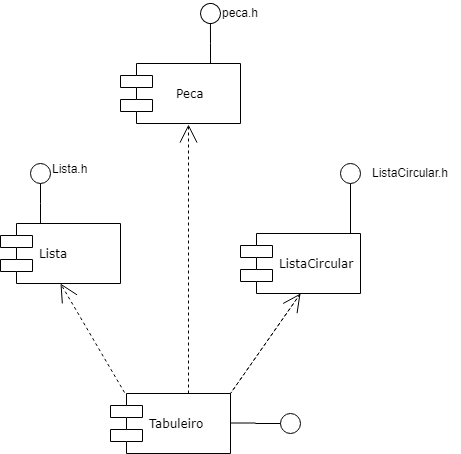 peca.h
Peca
Lista.h
ListaCircular.h
Lista
ListaCircular
Tabuleiro